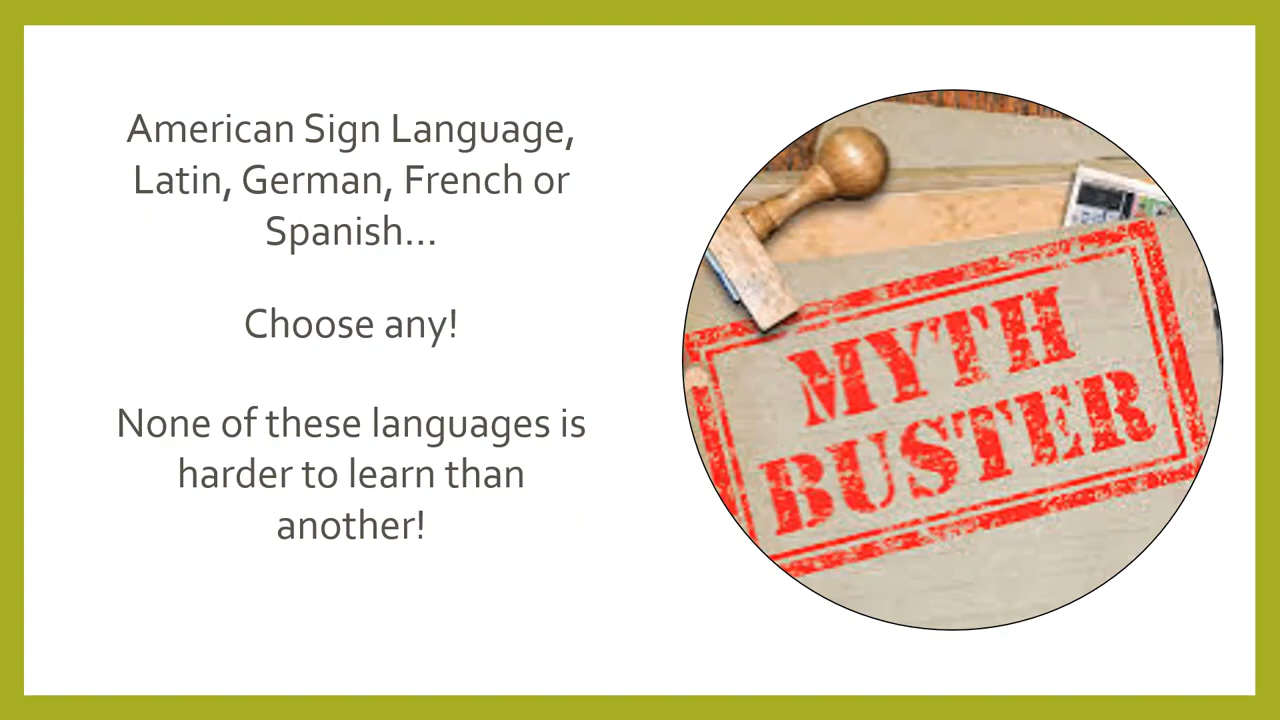 American Sign Language,
Latin, German, French or
Spanish...
Choose any!
None of these languages is
harder to learn than
another!
MYTH
BUSTER